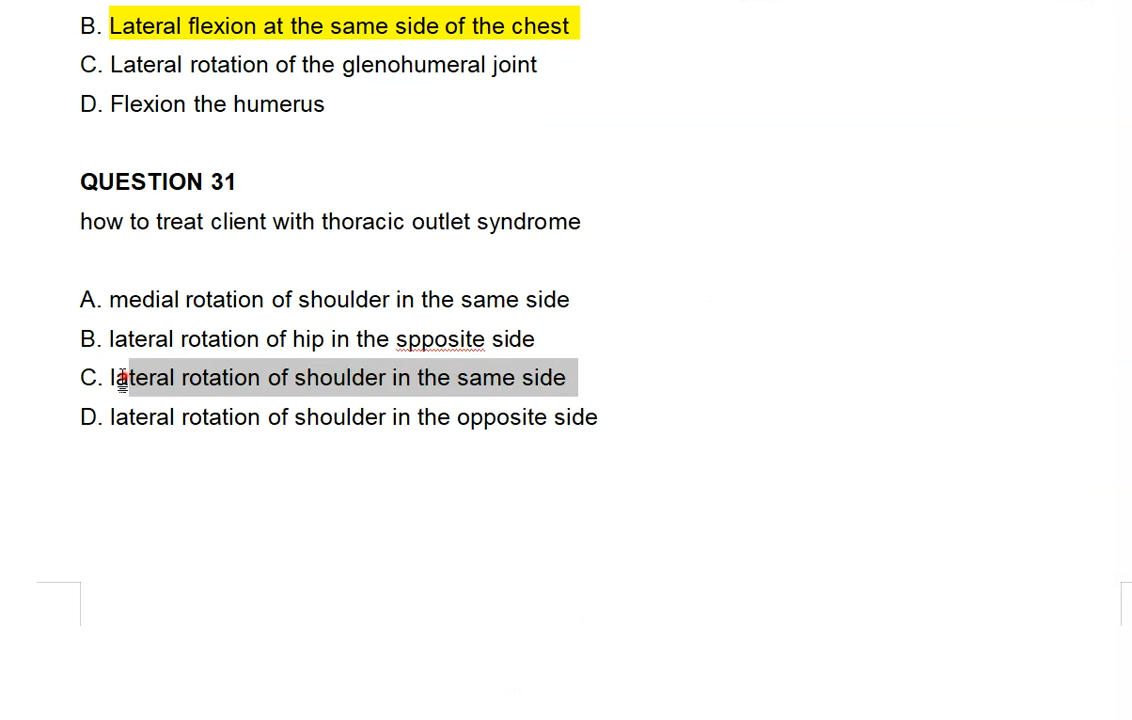 B. Lateral flexion at the same side of the chest
C. Lateral rotation of the glenohumeral joint
D. Flexion the humerus
QUESTION 31
how to treat client with thoracic outlet syndrome
A. medial rotation of shoulder in the same side
B. lateral rotation of hip in the spposite side
C. lateral rotation of shoulder in the same side
D. lateral rotation of shoulder in the opposite side